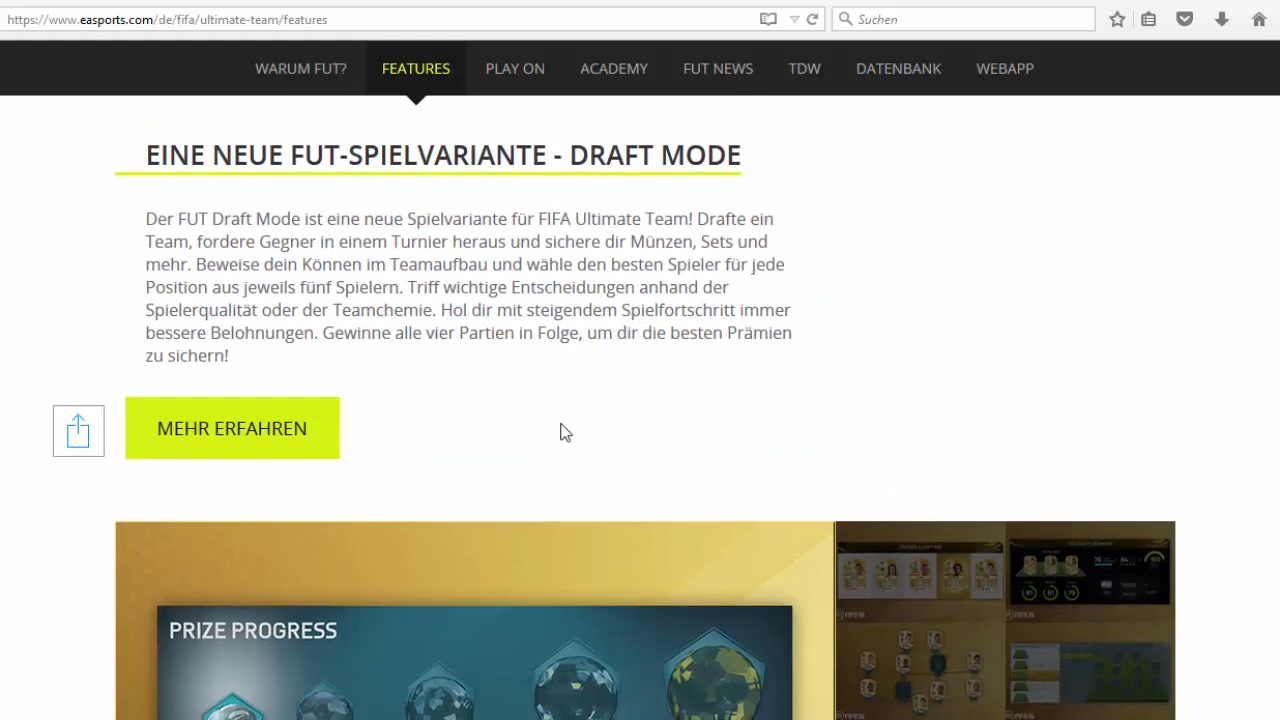 https://www.easports.com/de/fifa/ultimate-team/features
Suchen
WARUM FUT? FEATURES PLAY ON ACADEMY FUT NEWS TDW DATENBANK WEBAPP
EINE NEUE FUT-SPIELVARIANTE - DRAFT MODE
Der FUT Draft Mode ist eine neue Spielvariante für FIFA Ultimate Team! Drafte ein
Team, fordere Gegner in einem Turnier heraus und sichere dir Münzen, Sets und
mehr. Beweise dein Können im Teamaufbau und wähle den besten Spieler für jede
Position aus jeweils fünf Spielern. Triff wichtige Entscheidungen anhand der
Spielerqualität oder der Teamchemie. Hol dir mit steigendem Spielfortschritt immer
bessere Belohnungen. Gewinne alle vier Partien in Folge, um dir die besten Prämien
zu sichern!
MEHR ERFAHREN
PRIZE PROGRESS